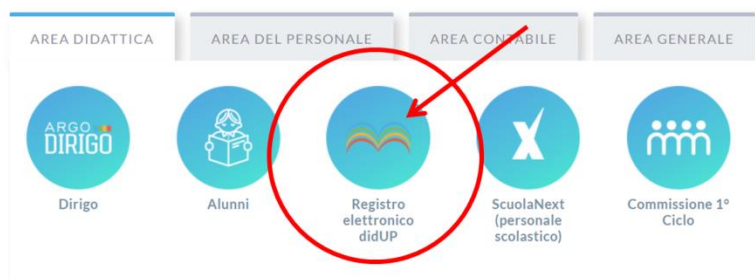 AREA DIDATTICA
AREA DEL PERSONALE
AREA CONTABILE
AREA GENERALE
ARGO
DIRIGO
Dirigo
Alunni
Registro
elettronico
didUP
ScuolaNext
(personale
scolastico)
Commissione 1°
Ciclo